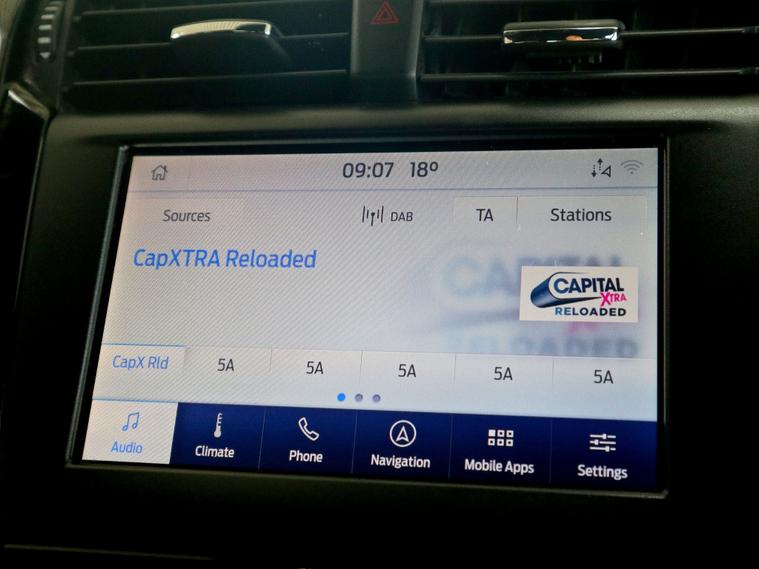 09:07 18°
Sources DAB TA Stations
CapXTRA Reloaded
CAPITAL
XTRA
RELOADED
CapX Rld 5A 5A 5A 5A 5A
Audio Climate Phone Navigation Mobile Apps Settings